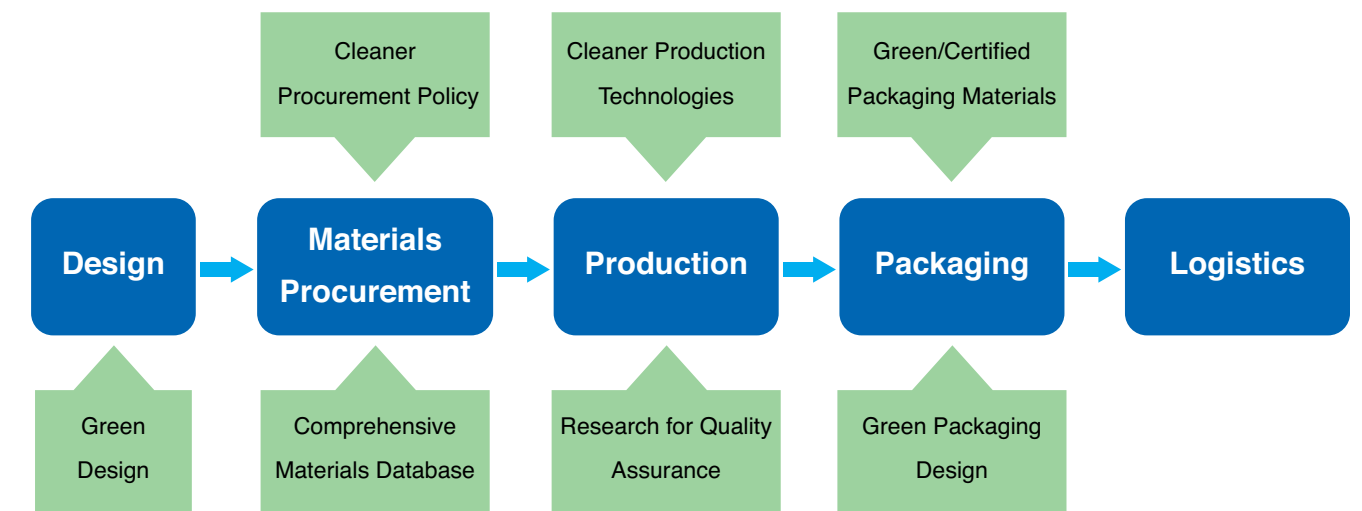 Cleaner
Procurement Policy
Cleaner Production
Technologies
Green/Certified
Packaging Materials
Design
Materials
Procurement
Production
Packaging
Logistics
Green
Design
Comprehensive
Materials Database
Research for Quality
Assurance
Green Packaging
Design